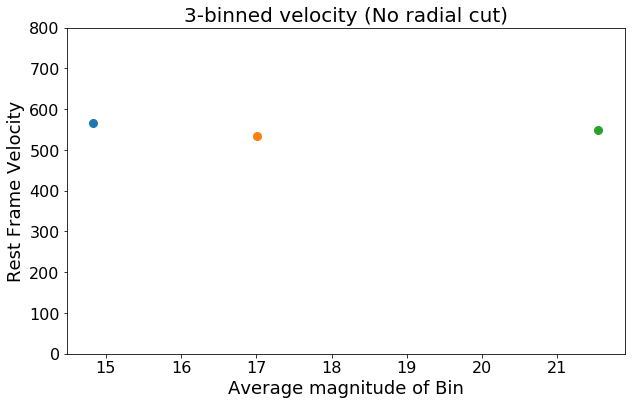 3-binned velocity (No radial cut)
800
700
600
500
400
300
200
100
0
Rest Frame Velocity
15 16 17 18 19 20 21
Average magnitude of Bin